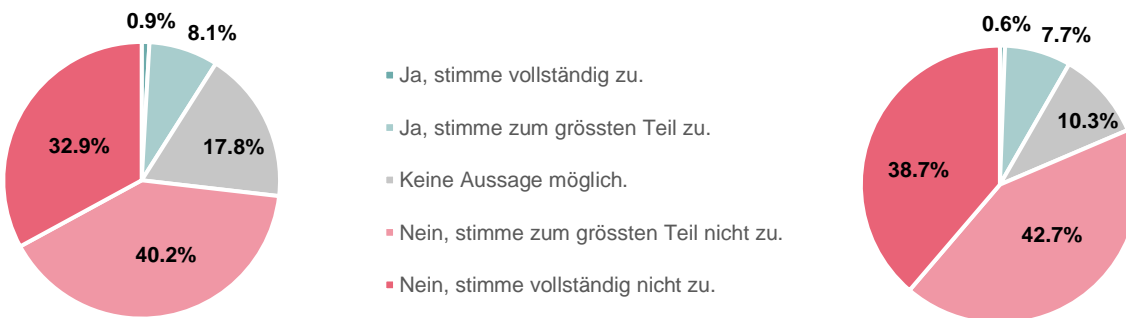 0.9%
8.1%
17.8%
40.2%
32.9%
Ja, stimme vollständig zu.
Ja, stimme zum grössten Teil zu.
Keine Aussage möglich.
Nein, stimme zum grössten Teil nicht zu.
Nein, stimme vollständig nicht zu.
0.6%
7.7%
10.3%
42.7%
38.7%